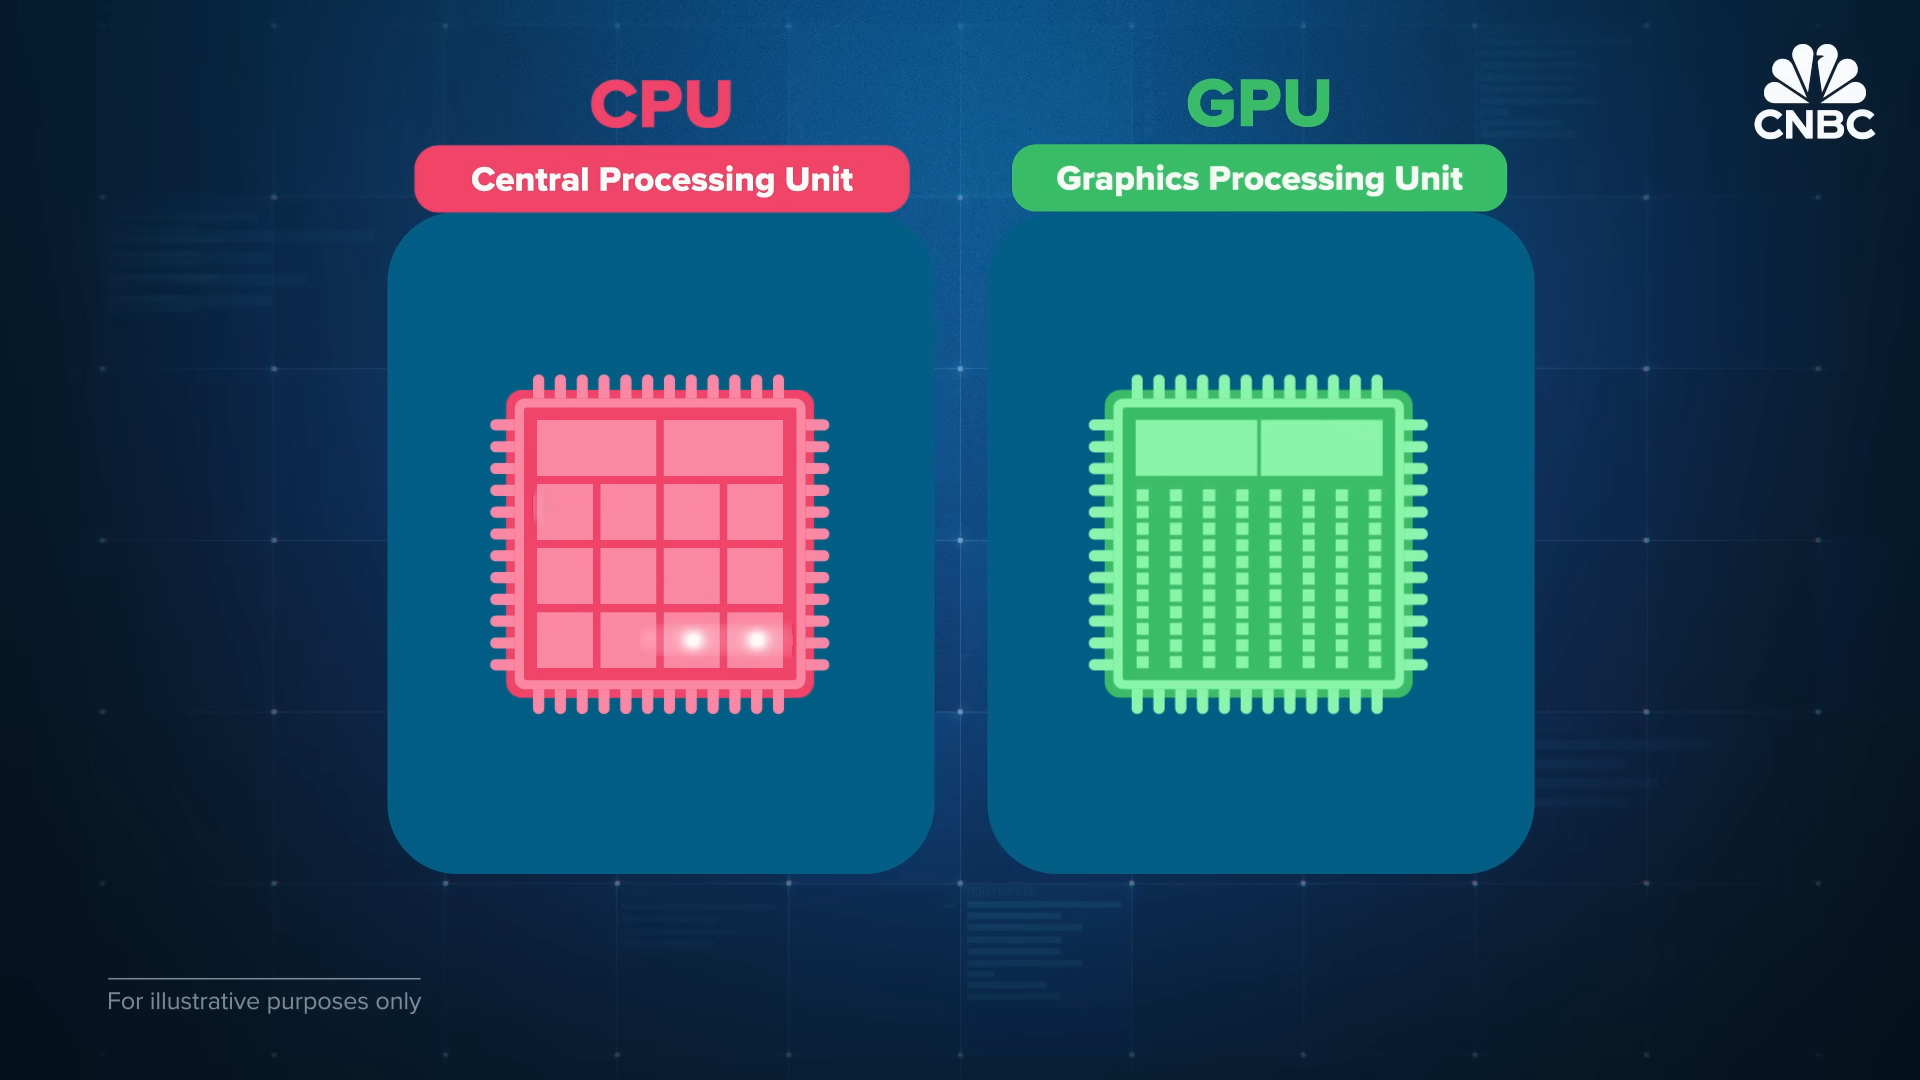 CPU
Central Processing Unit
GPU
Graphics Processing Unit
CNBC
For illustrative purposes only